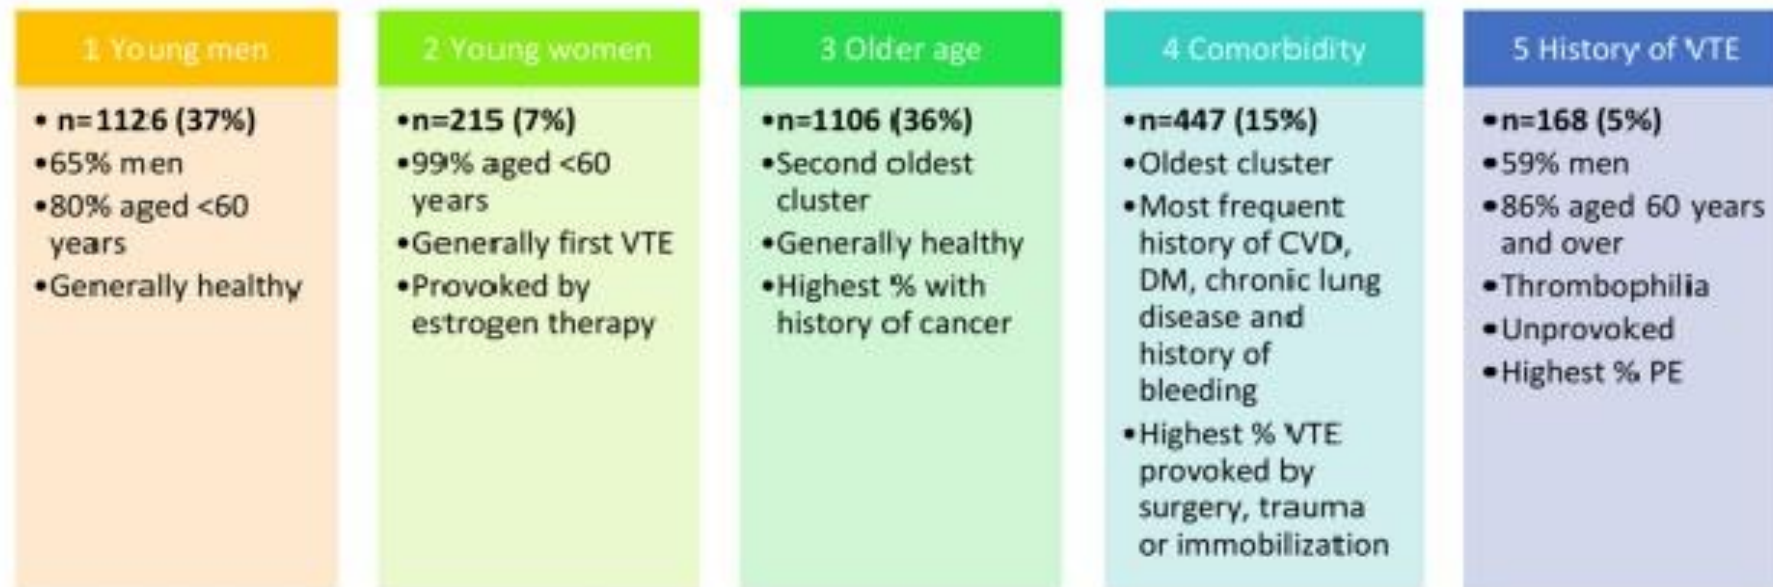 1 Young men
• n=1126 (37%)
•65% men
•80% aged <60
years
•Generally healthy
2 Young women
•n=215 (7%)
•99% aged <60
years
•Generally first VTE
•Provoked by
estrogen therapy
3 Older age
•n=1106 (36%)
•Second oldest
cluster
•Generally healthy
•Highest % with
history of cancer
4 Comorbidity
•n=447 (15%)
•Oldest cluster
•Most frequent
history of CVD,
DM, chronic lung
disease and
history of
bleeding
•Highest % VTE
provoked by
surgery, trauma
or immobilization
5 History of VTE
•n=168 (5%)
•59% men
•86% aged 60 years
and over
•Thrombophilia
•Unprovoked
•Highest % PE